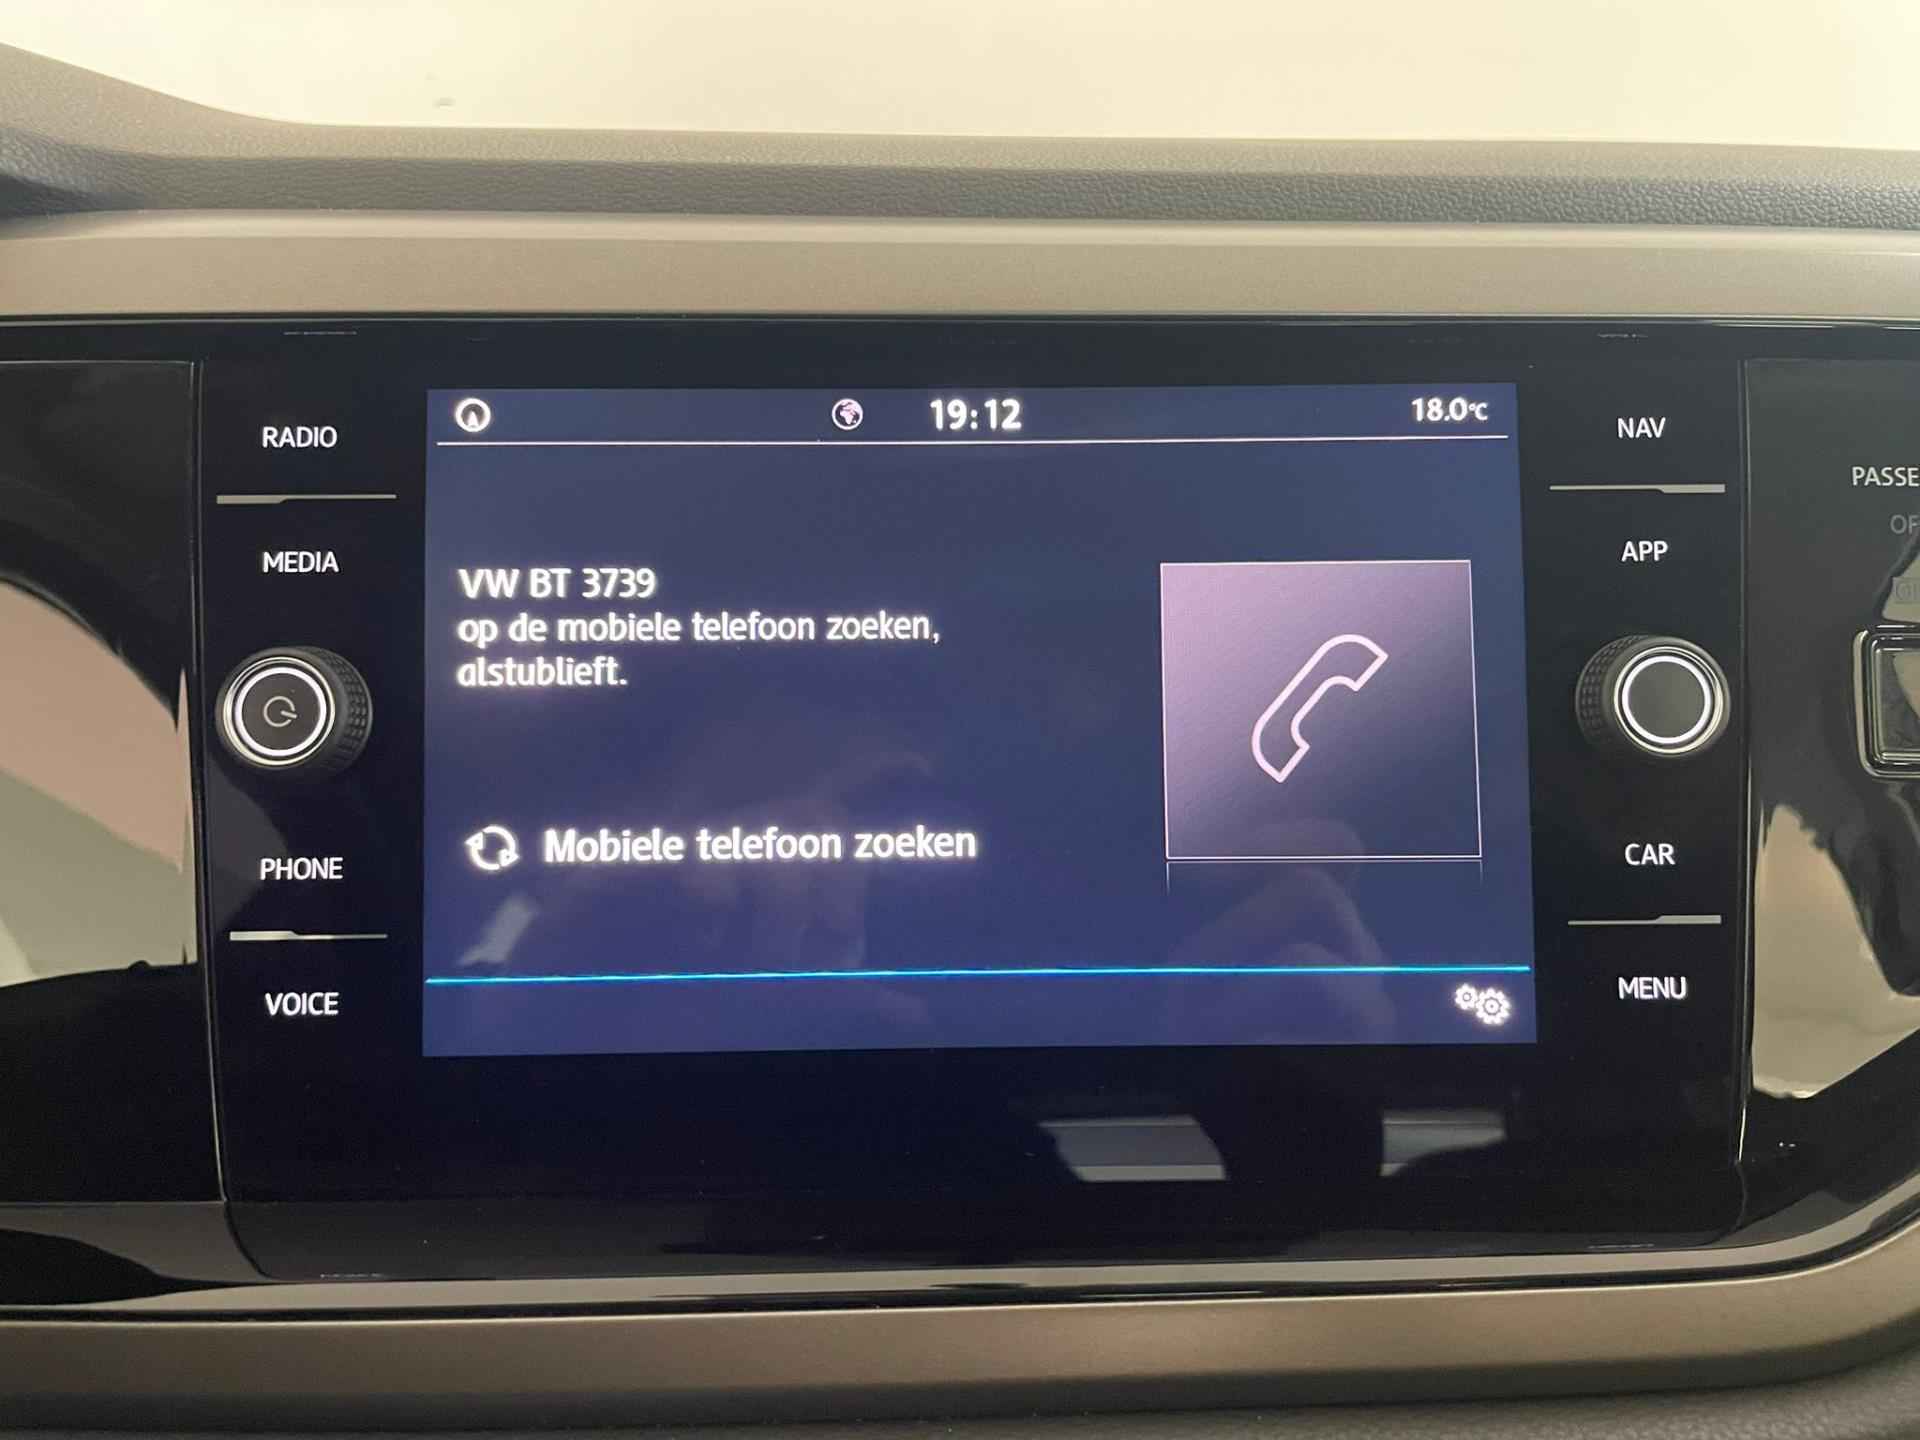 19:12
18.0°C
RADIO
NAV
PASSE
MEDIA
APP
VW BT 3739
op de mobiele telefoon zoeken,
alstublieft.
Mobiele telefoon zoeken
PHONE
CAR
VOICE
MENU